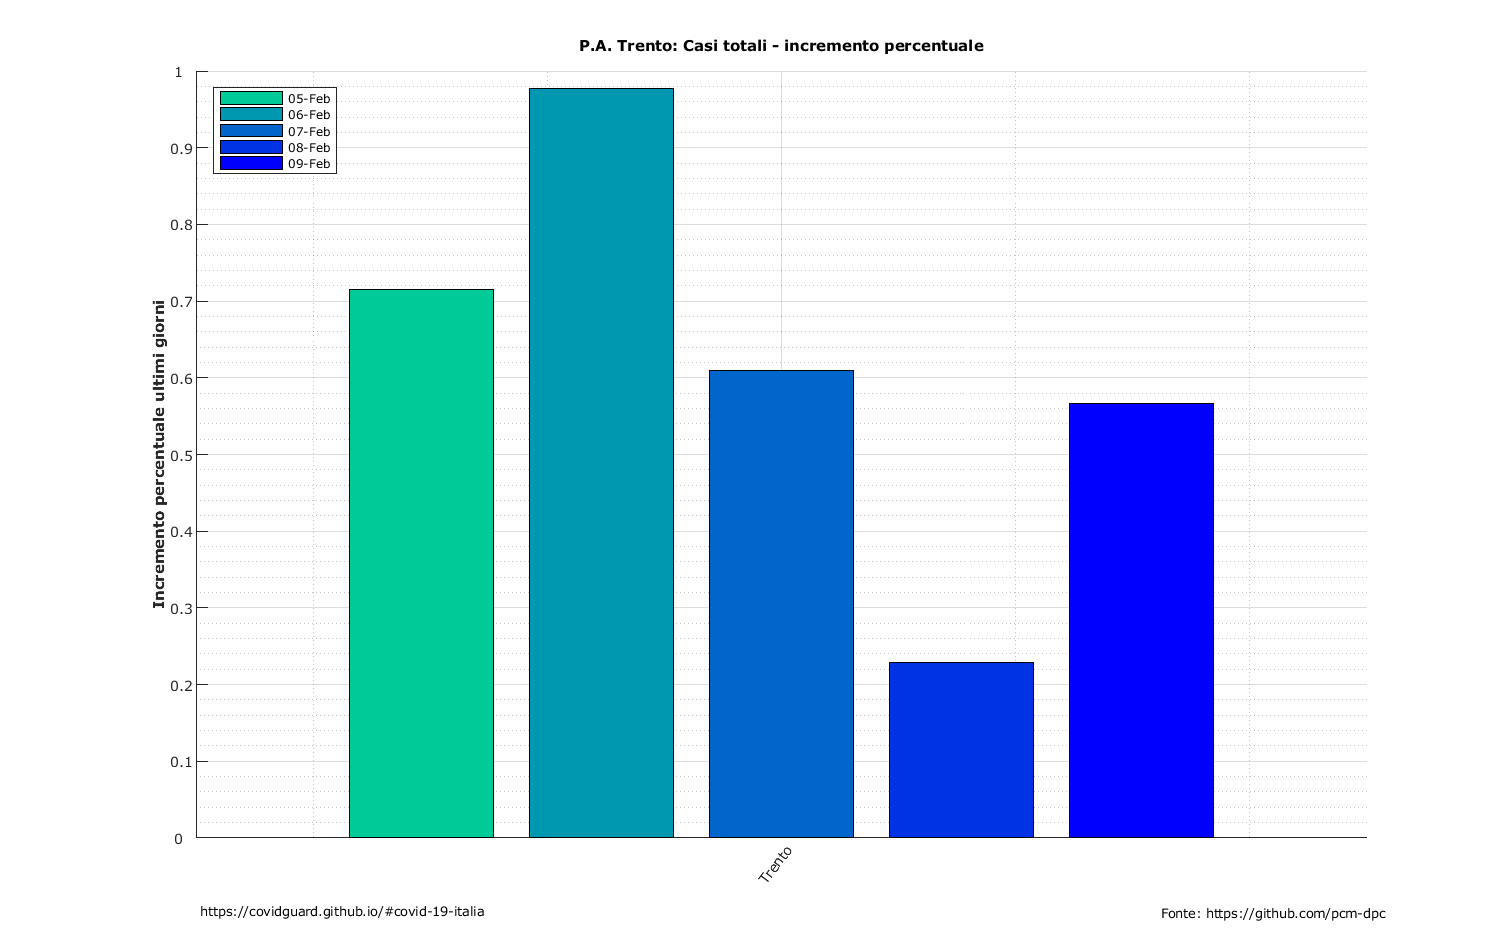 P.A. Trento: Casi totali - incremento percentuale
1
0.9
0.8
0.7
0.6
0.5
0.4
0.3
0.2
0.1
0
Incremento percentuale ultimi giorni
05-Feb
06-Feb
07-Feb
08-Feb
09-Feb
Trento
https://covidguard.github.io/#covid-19-italia
Fonte: https://github.com/pcm-dpc